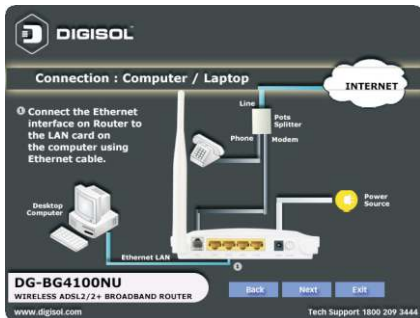 DIGISOL
Connection : Computer / Laptop
INTERNET
Line
Pots
Splitter
Phone
Modem
Connect the Ethernet
interface on Router to
the LAN card on
the computer using
Ethernet cable.
Power
Source
Desktop
Computer
Ethernet LAN
DG-BG4100NU
WIRELESS ADSL2/2+ BROADBAND ROUTER
Back
Next
Exit
www.digisol.com
Tech Support 1800 209 3444